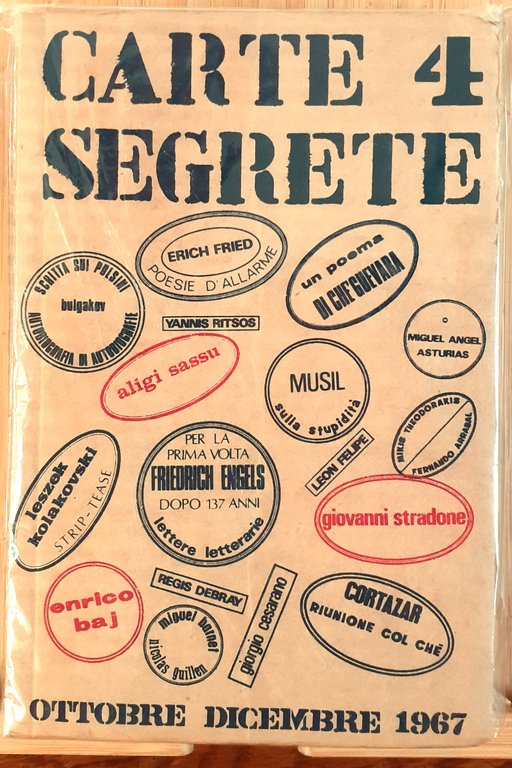 CARTE 4
SEGRETE
SCRITTA SUI POLSINI
bulgakov
AUTOBIOGRAFIA DI AUTOBIOGRAFIE
ERICH FRIED
POESIE D'ALLARME
un poema
DI CHE'GUEVARA
YANNIS RITSOS
MIGUEL ANGEL
ASTURIAS
aligi sassu
MUSIL
sulla stupidità
MIKIS THEODORAKIS
FERNANDO ARRABAL
LEON FELIPE
leszek
kolakovski
STRIP-TEASE
PER LA
PRIMA VOLTA
FRIEDRICH ENGELS
DOPO 137 ANNI
lettere letterarie
giovanni stradone
enrico
baj
REGIS DEBRAY
miguel barnet
nicolas guillen
giorgio cesarano
CORTAZAR
RIUNIONE COL CHÉ
OTTOBRE DICEMBRE 1967